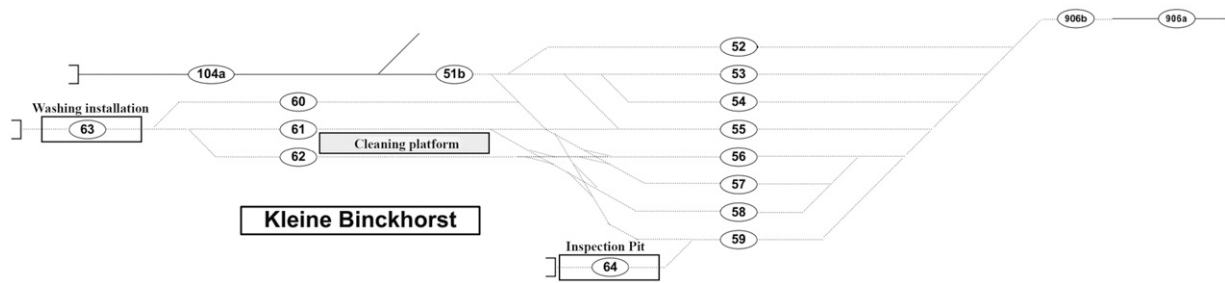 906b 906a
52
104a 51b 53
60 54
Washing installation
63 61 55
Cleaning platform
62 56
57
Kleine Binckhorst
58
59
Inspection Pit
64